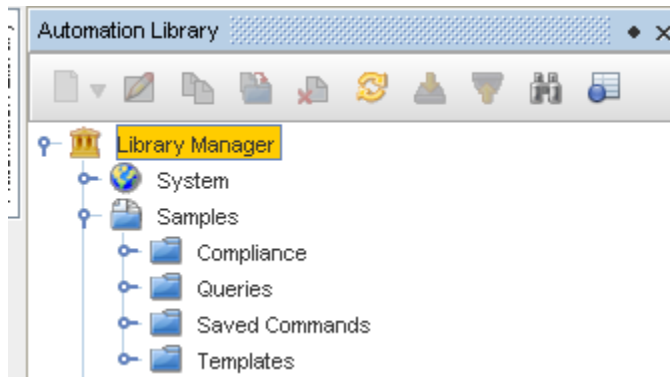 Automation Library
Library Manager
System
Samples
Compliance
Queries
Saved Commands
Templates